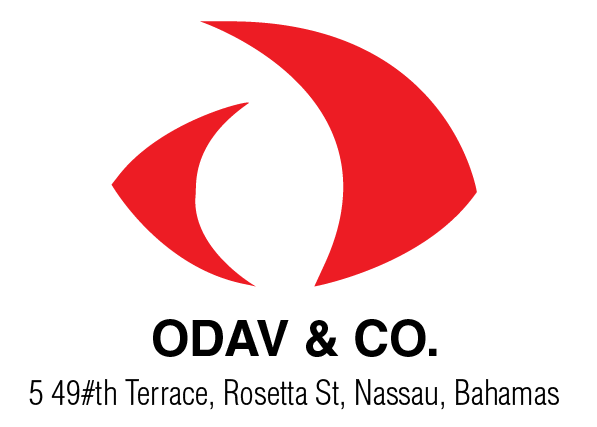 ODAV & CO.
5 49#th Terrace, Rosetta St, Nassau, Bahamas